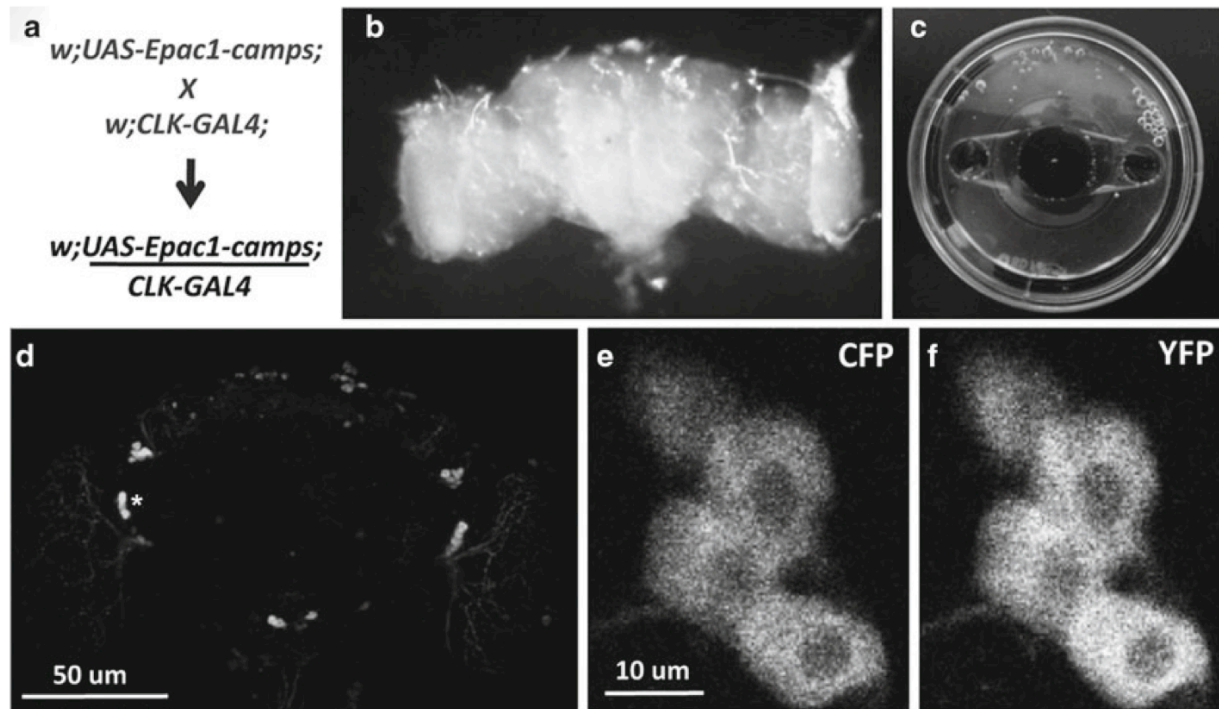 a
w;UAS-Epac1-camps;
X
w;CLK-GAL4;
w;UAS-Epac1-camps;
CLK-GAL4
b
c
d
*
50 um
e
CFP
10 um
f
YFP